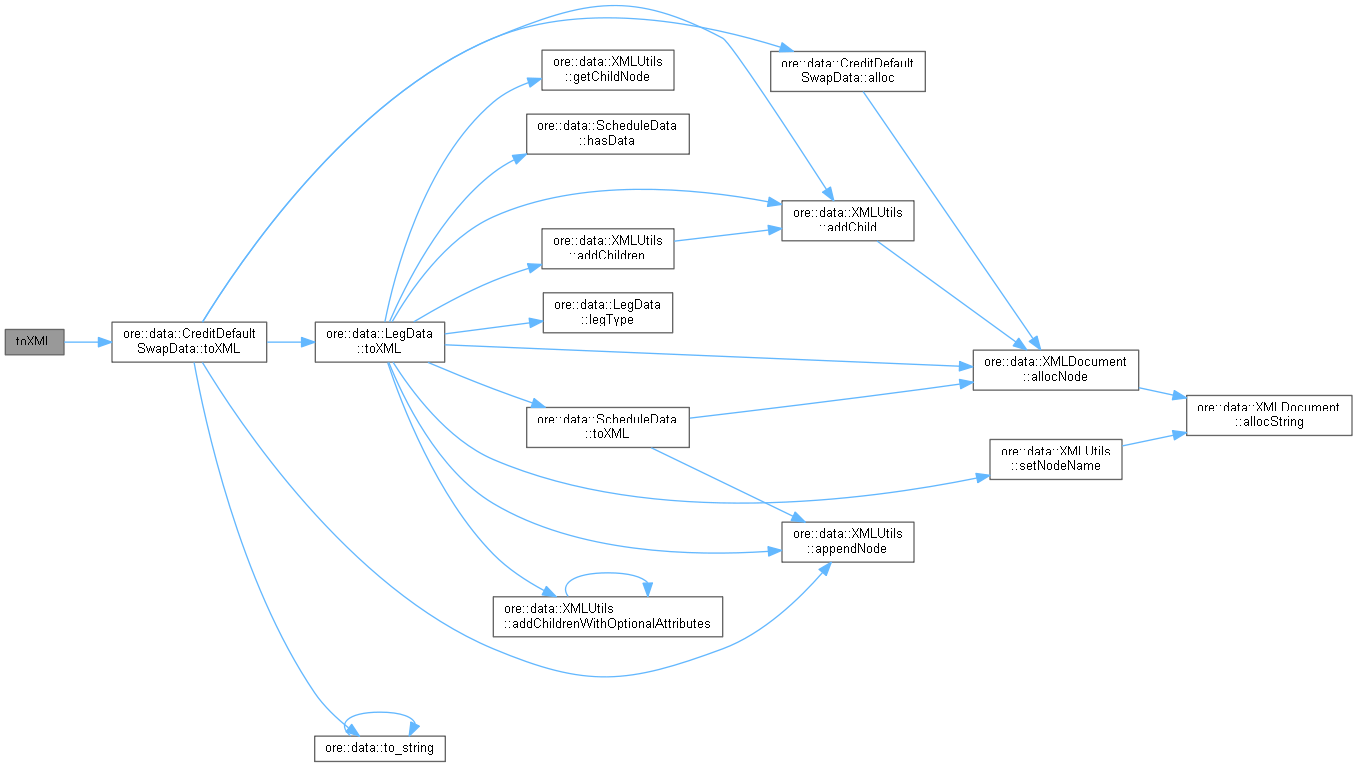 toXML
ore::data::CreditDefault
SwapData::toXML
ore::data::LegData
::toXML
ore::data::XMLUtils
::getChildNode
ore::data::ScheduleData
::hasData
ore::data::XMLUtils
::addChildren
ore::data::LegData
::legType
ore::data::ScheduleData
::toXML
ore::data::XMLUtils
::addChildrenWithOptionalAttributes
ore::data::to_string
ore::data::CreditDefault
SwapData::alloc
ore::data::XMLUtils
::addChild
ore::data::XMLUtils
::appendNode
ore::data::XMLDocument
::allocNode
ore::data::XMLUtils
::setNodeName
ore::data::XMLDocument
::allocString